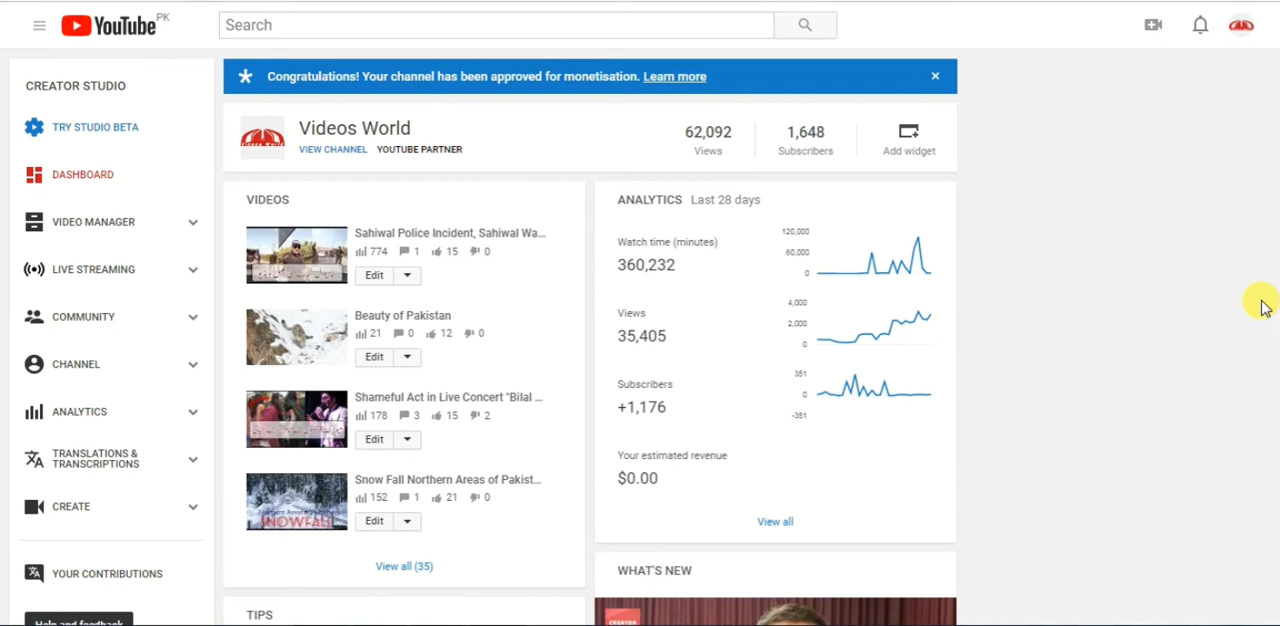 YouTube PK
Search
CREATOR STUDIO
TRY STUDIO BETA
DASHBOARD
VIDEO MANAGER
LIVE STREAMING
COMMUNITY
CHANNEL
ANALYTICS
TRANSLATIONS &
TRANSCRIPTIONS
CREATE
YOUR CONTRIBUTIONS
Help and feedback
Congratulations! Your channel has been approved for monetisation. Learn more
Videos World
VIEW CHANNEL YOUTUBE PARTNER
62,092
Views
1,648
Subscribers
Add widget
VIDEOS
Sahiwal Police Incident, Sahiwal Wa...
774 1 15 0
Edit
Beauty of Pakistan
21 0 12 0
Edit
Shameful Act in Live Concert "Bilal ...
178 3 15 2
Edit
Snow Fall Northern Areas of Pakist...
152 1 21 0
Edit
View all (35)
TIPS
ANALYTICS Last 28 days
Watch time (minutes)
360,232
120,000
60,000
0
Views
35,405
4,000
2,000
0
Subscribers
+1,176
351
0
-351
Your estimated revenue
$0.00
View all
WHAT'S NEW